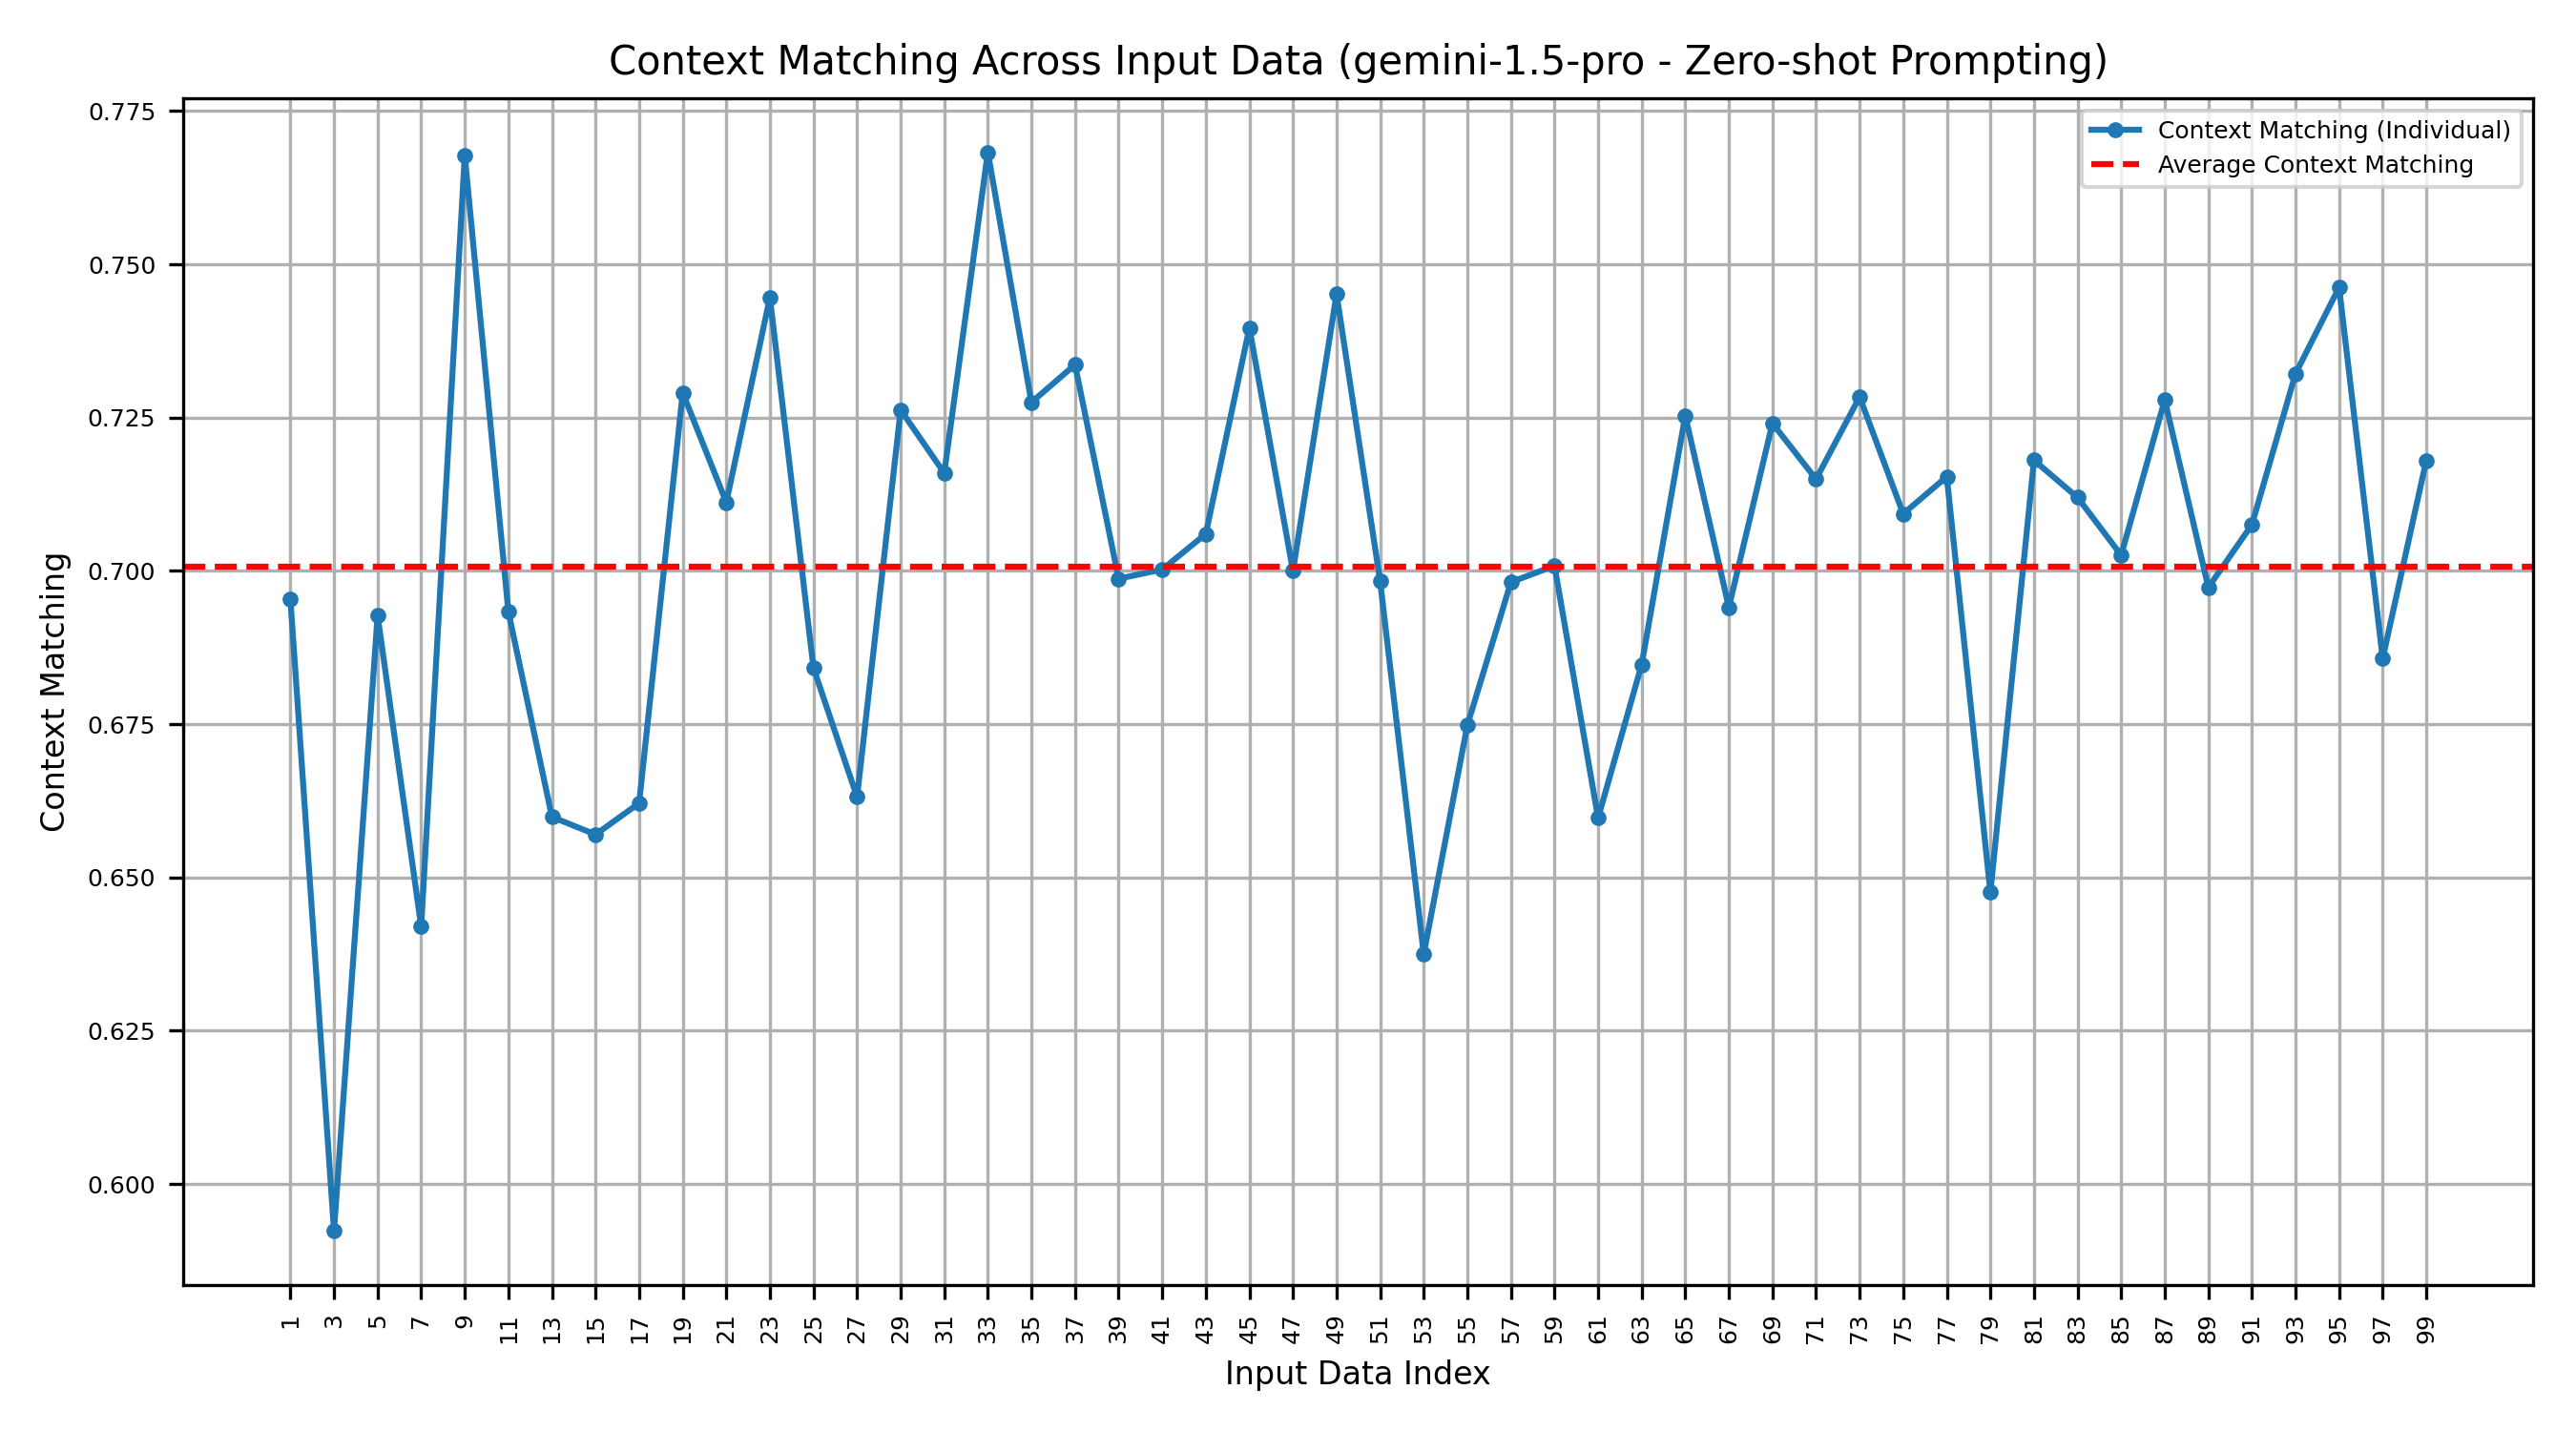 Context Matching Across Input Data (gemini-1.5-pro - Zero-shot Prompting)
Context Matching (Individual)
Average Context Matching
0.775
0.750
0.725
0.700
0.675
0.650
0.625
0.600
Context Matching
1 3 5 7 9 11 13 15 17 19 21 23 25 27 29 31 33 35 37 39 41 43 45 47 49 51 53 55 57 59 61 63 65 67 69 71 73 75 77 79 81 83 85 87 89 91 93 95 97 99
Input Data Index